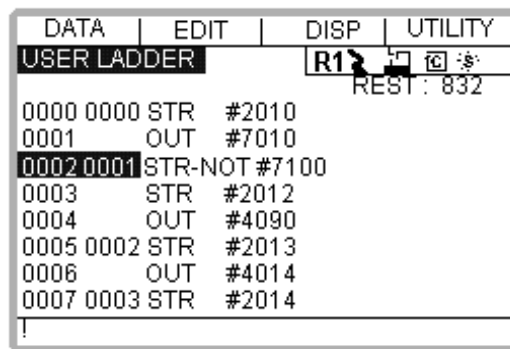 DATA EDIT DISP UTILITY
USER LADDER R1 C S
REST : 832
0000 0000 STR #2010
0001 OUT #7010
0002 0001 STR-NOT #7100
0003 STR #2012
0004 OUT #4090
0005 0002 STR #2013
0006 OUT #4014
0007 0003 STR #2014
!